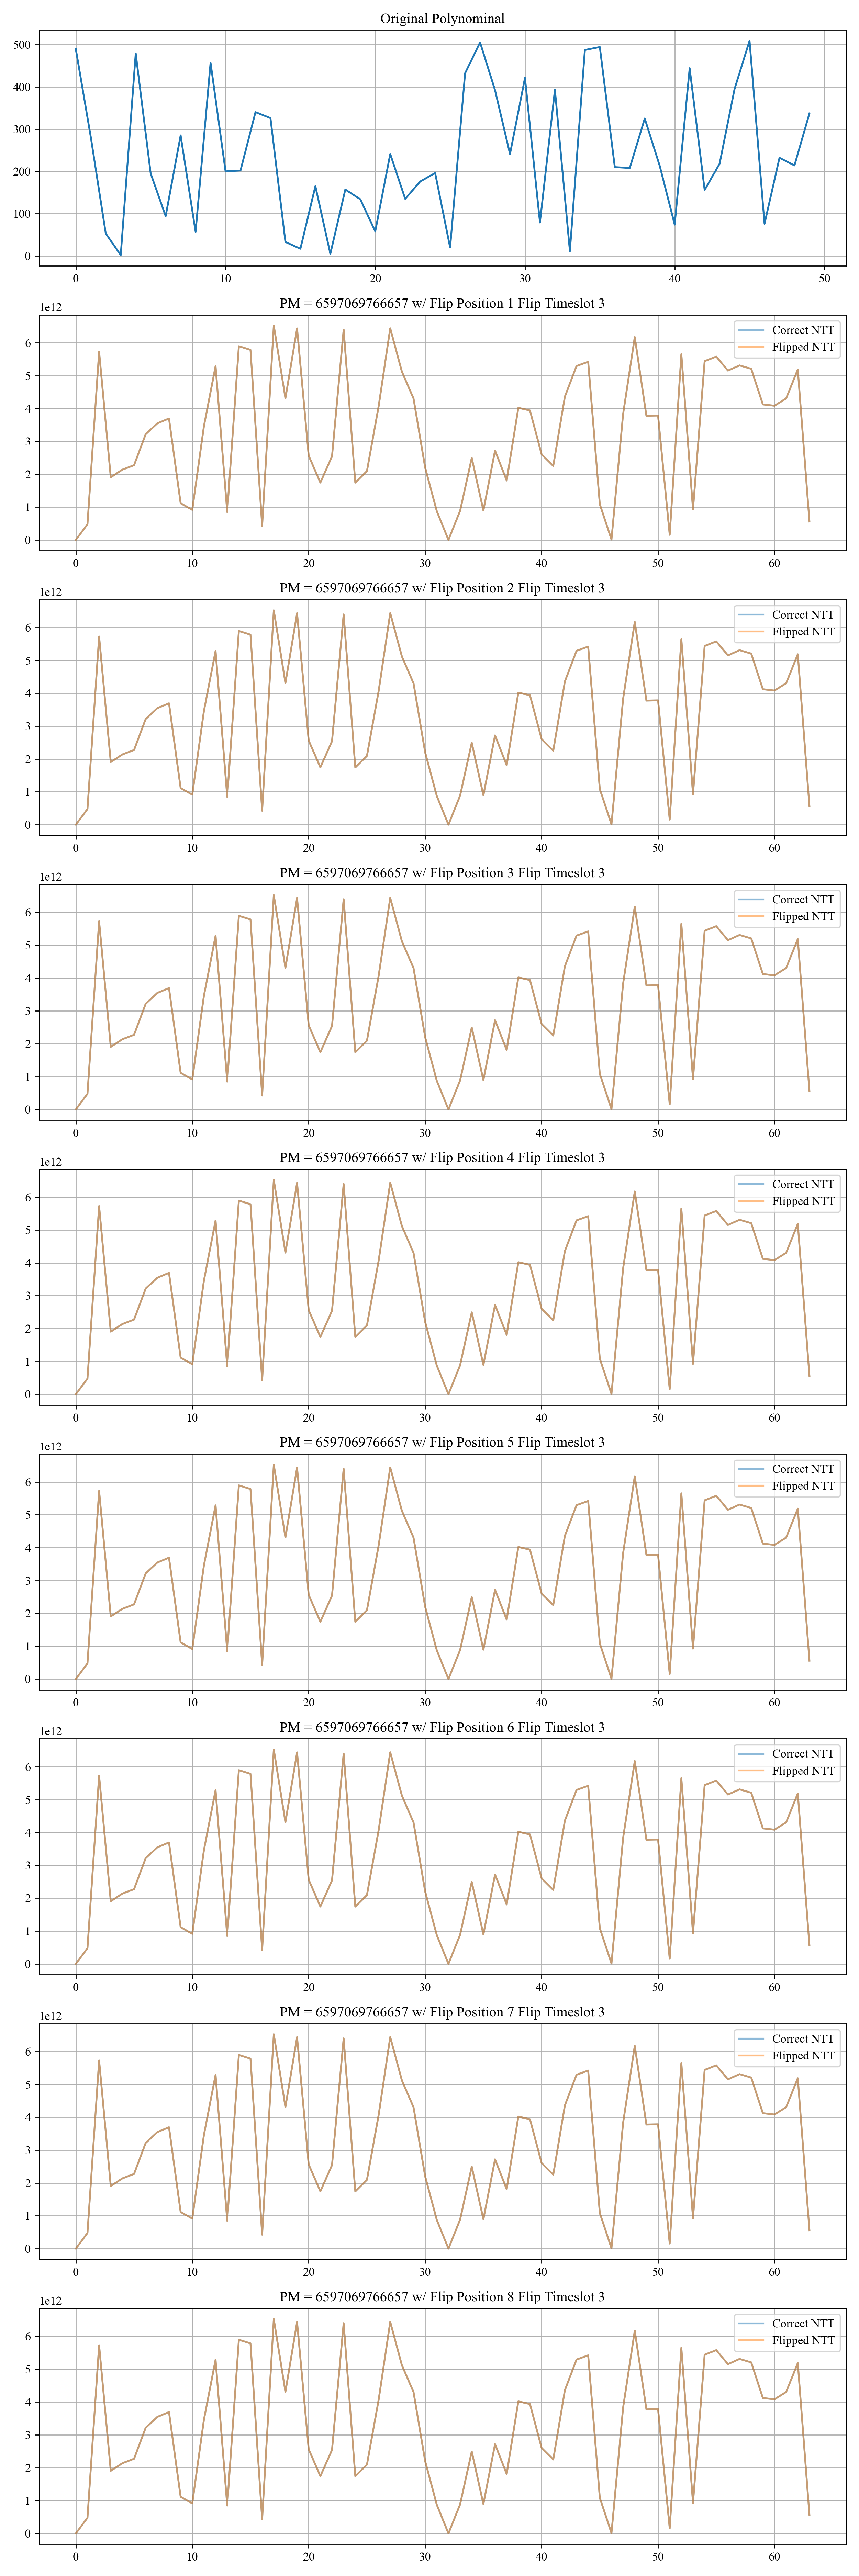 Original Polynominal
500
400
300
200
100
0
0 10 20 30 40 50
PM = 6597069766657 w/ Flip Position 1 Flip Timeslot 3
1e12
Correct NTT
Flipped NTT
6
5
4
3
2
1
0
0 10 20 30 40 50 60
PM = 6597069766657 w/ Flip Position 2 Flip Timeslot 3
1e12
Correct NTT
Flipped NTT
6
5
4
3
2
1
0
0 10 20 30 40 50 60
PM = 6597069766657 w/ Flip Position 3 Flip Timeslot 3
1e12
Correct NTT
Flipped NTT
6
5
4
3
2
1
0
0 10 20 30 40 50 60
PM = 6597069766657 w/ Flip Position 4 Flip Timeslot 3
1e12
Correct NTT
Flipped NTT
6
5
4
3
2
1
0
0 10 20 30 40 50 60
PM = 6597069766657 w/ Flip Position 5 Flip Timeslot 3
1e12
Correct NTT
Flipped NTT
6
5
4
3
2
1
0
0 10 20 30 40 50 60
PM = 6597069766657 w/ Flip Position 6 Flip Timeslot 3
1e12
Correct NTT
Flipped NTT
6
5
4
3
2
1
0
0 10 20 30 40 50 60
PM = 6597069766657 w/ Flip Position 7 Flip Timeslot 3
1e12
Correct NTT
Flipped NTT
6
5
4
3
2
1
0
0 10 20 30 40 50 60
PM = 6597069766657 w/ Flip Position 8 Flip Timeslot 3
1e12
Correct NTT
Flipped NTT
6
5
4
3
2
1
0
0 10 20 30 40 50 60